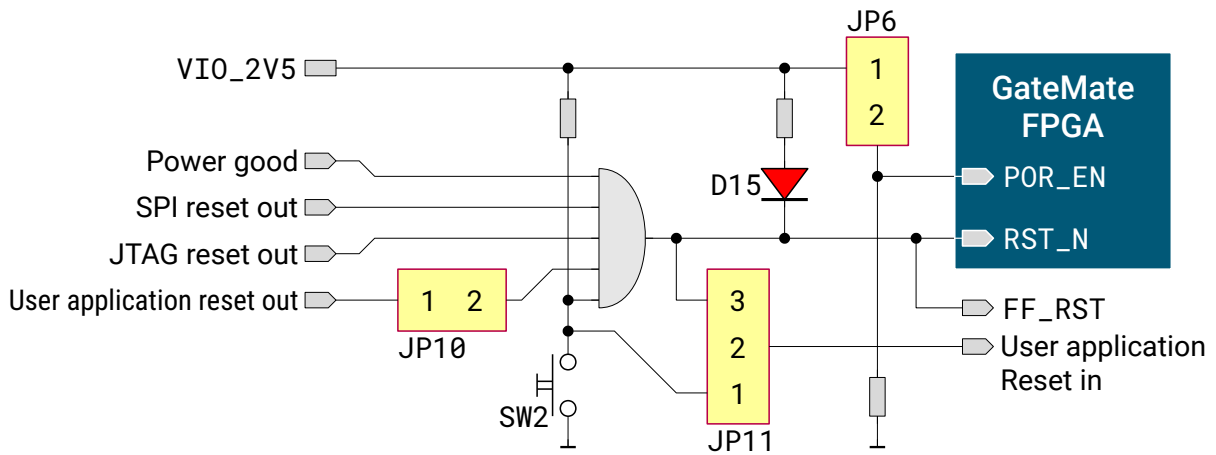 JP6
VIO_2V5
1
2
GateMate
FPGA
Power good
D15
POR_EN
SPI reset out
JTAG reset out
RST_N
User application reset out
1 2
JP10
3
2
1
FF_RST
User application
Reset in
SW2
JP11